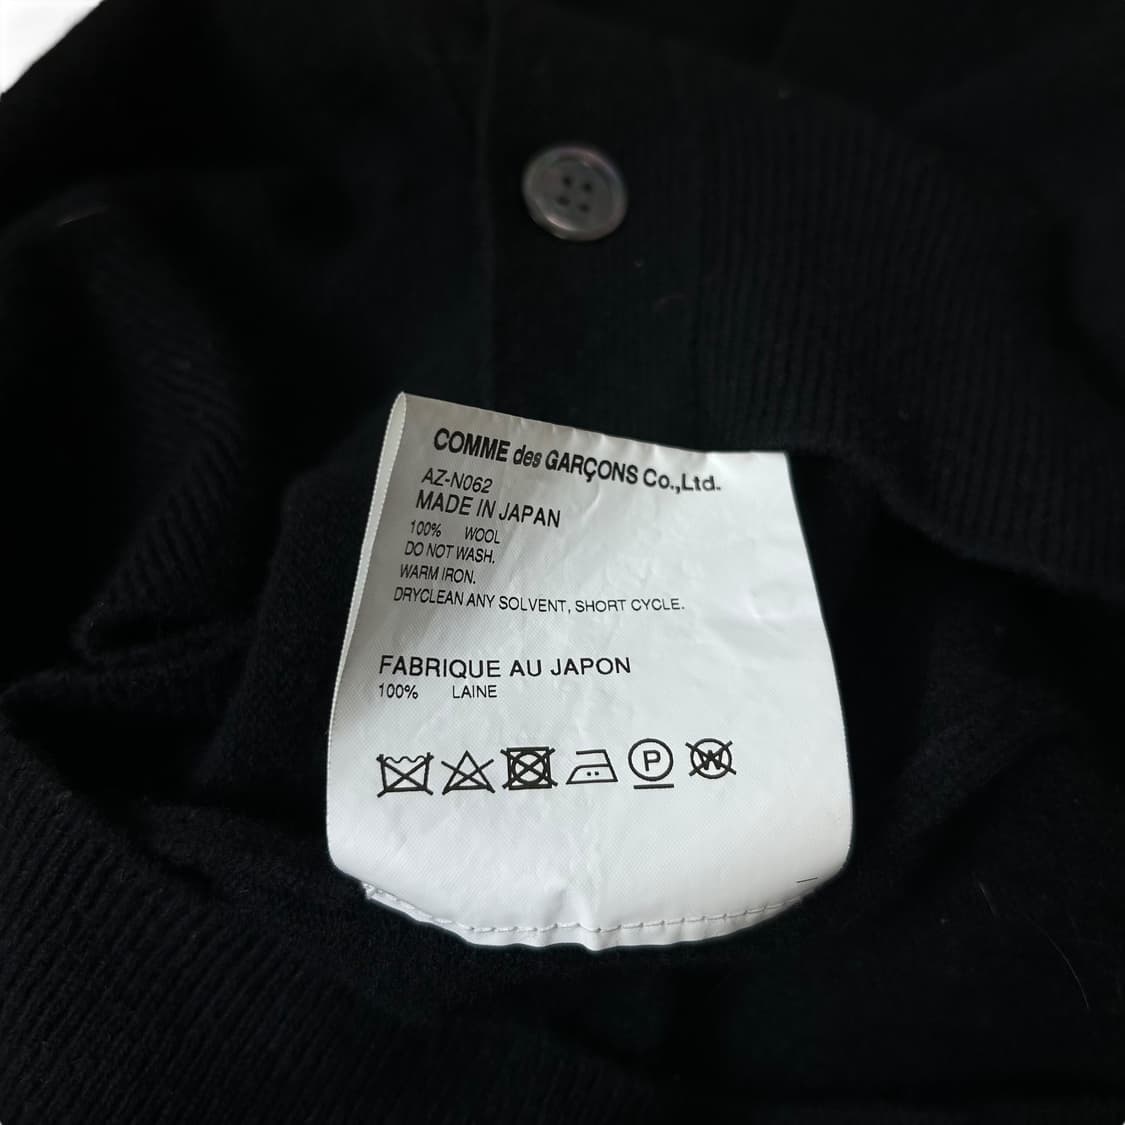 COMME des GARÇONS Co.,Ltd.
AZ-N062
MADE IN JAPAN
100% WOOL
DO NOT WASH.
WARM IRON.
DRYCLEAN ANY SOLVENT, SHORT CYCLE.
FABRIQUE AU JAPON
100% LAINE
P W